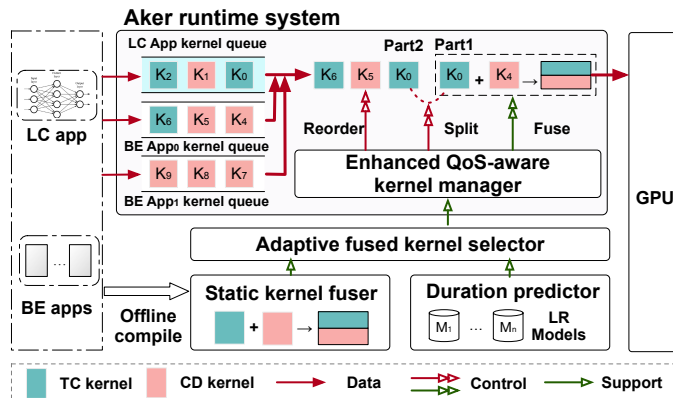 Aker runtime system
LC App kernel queue
K2 K1 K0
K6 K5 K4
BE App0 kernel queue
K9 K8 K7
BE App1 kernel queue
Part2 Part1
K6 K5 K0 K0 + K4 →
Reorder Split Fuse
Enhanced QoS-aware
kernel manager
LC app
BE apps
...
GPU
Adaptive fused kernel selector
Offline
compile
Static kernel fuser
+ →
Duration predictor
M1 ... Mn
LR
Models
TC kernel CD kernel Data Control Support